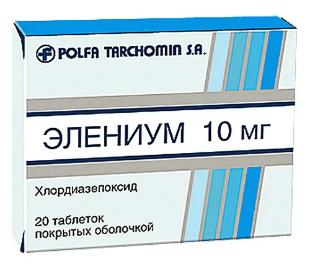 POLFA TARCHOMIN S.A.
ЭЛЕНИУМ 10 мг
Хлордиазепоксид
20 таблеток
покрытых оболочкой